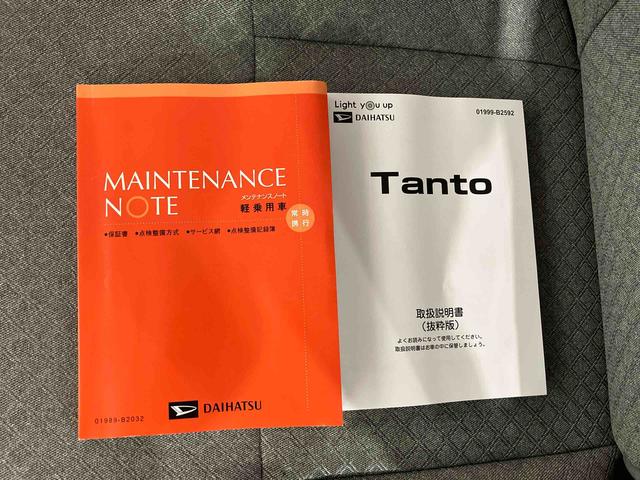 MAINTENANCE
NOTE
メンテナンスノート
軽乗用車
常時
携行
•保証書 •点検整備方式 •サービス網 •点検整備記録簿
DAIHATSU
01989-B2032
Light you up
DAIHATSU
01999-B2592
Tanto
取扱説明書
（抜粋版）
よくお読みになって使用してください。
取扱説明書はお車の中に保管しましょう。